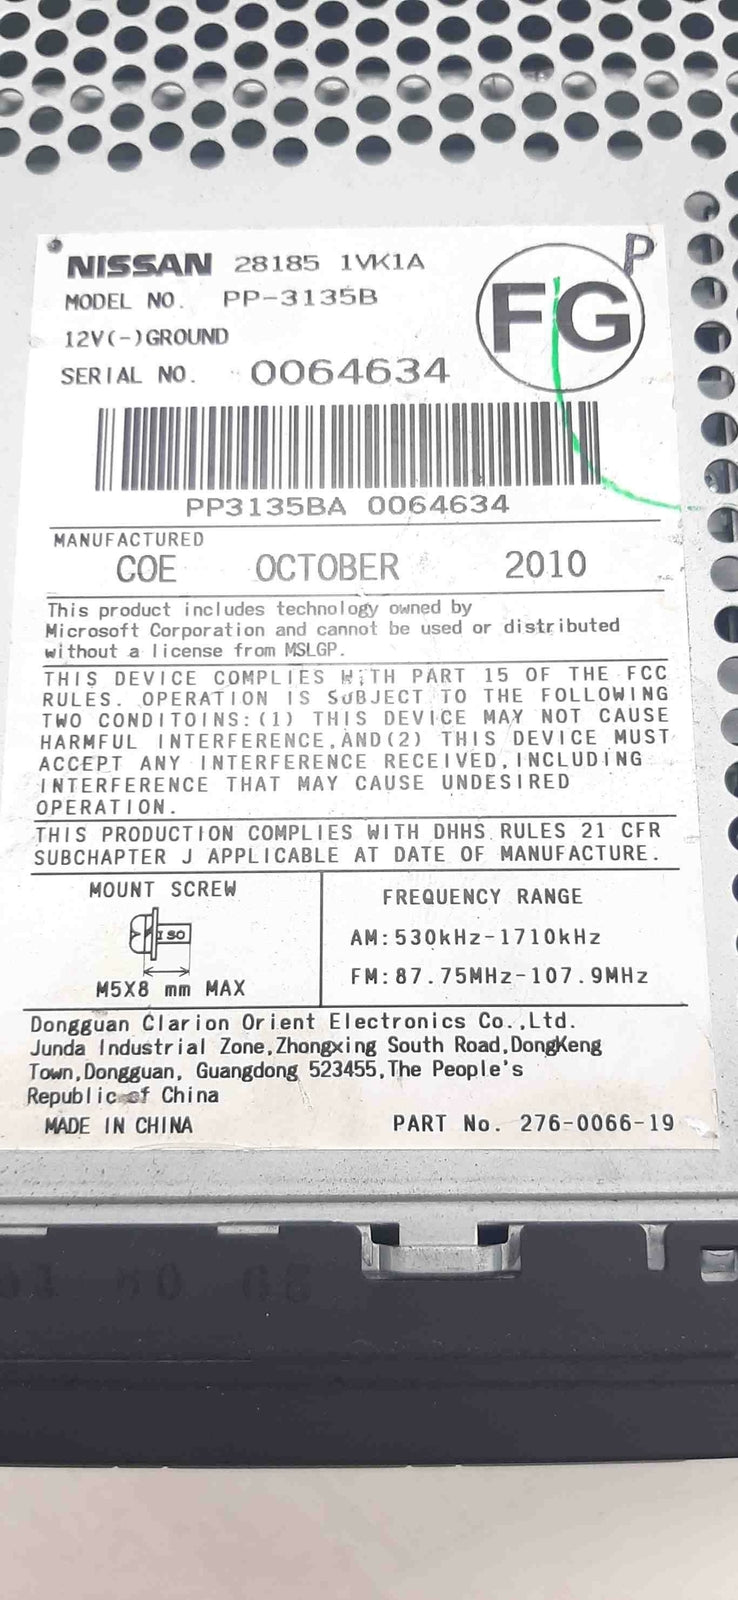 NISSAN 28185 1VK1A
P
MODEL NO. PP-3135B
FG
12V(-)GROUND
SERIAL NO. 0064634
PP3135BA 0064634
MANUFACTURED
COE OCTOBER 2010
This product includes technology owned by
Microsoft Corporation and cannot be used or distributed
without a license from MSLGP.
THIS DEVICE COMPLIES WITH PART 15 OF THE FCC
RULES. OPERATION IS SUBJECT TO THE FOLLOWING
TWO CONDITOINS:(1) THIS DEVICE MAY NOT CAUSE
HARMFUL INTERFERENCE,AND(2) THIS DEVICE MUST
ACCEPT ANY INTERFERENCE RECEIVED,INCLUDING
INTERFERENCE THAT MAY CAUSE UNDESIRED
OPERATION.
THIS PRODUCTION COMPLIES WITH DHHS RULES 21 CFR
SUBCHAPTER J APPLICABLE AT DATE OF MANUFACTURE.
MOUNT SCREW
ISO
M5X8 mm MAX
FREQUENCY RANGE
AM:530kHz-1710kHz
FM:87.75MHz-107.9MHz
Dongguan Clarion Orient Electronics Co.,Ltd.
Junda Industrial Zone,Zhongxing South Road,DongKeng
Town,Dongguan, Guangdong 523455,The People's
Republic of China
MADE IN CHINA PART No. 276-0066-19